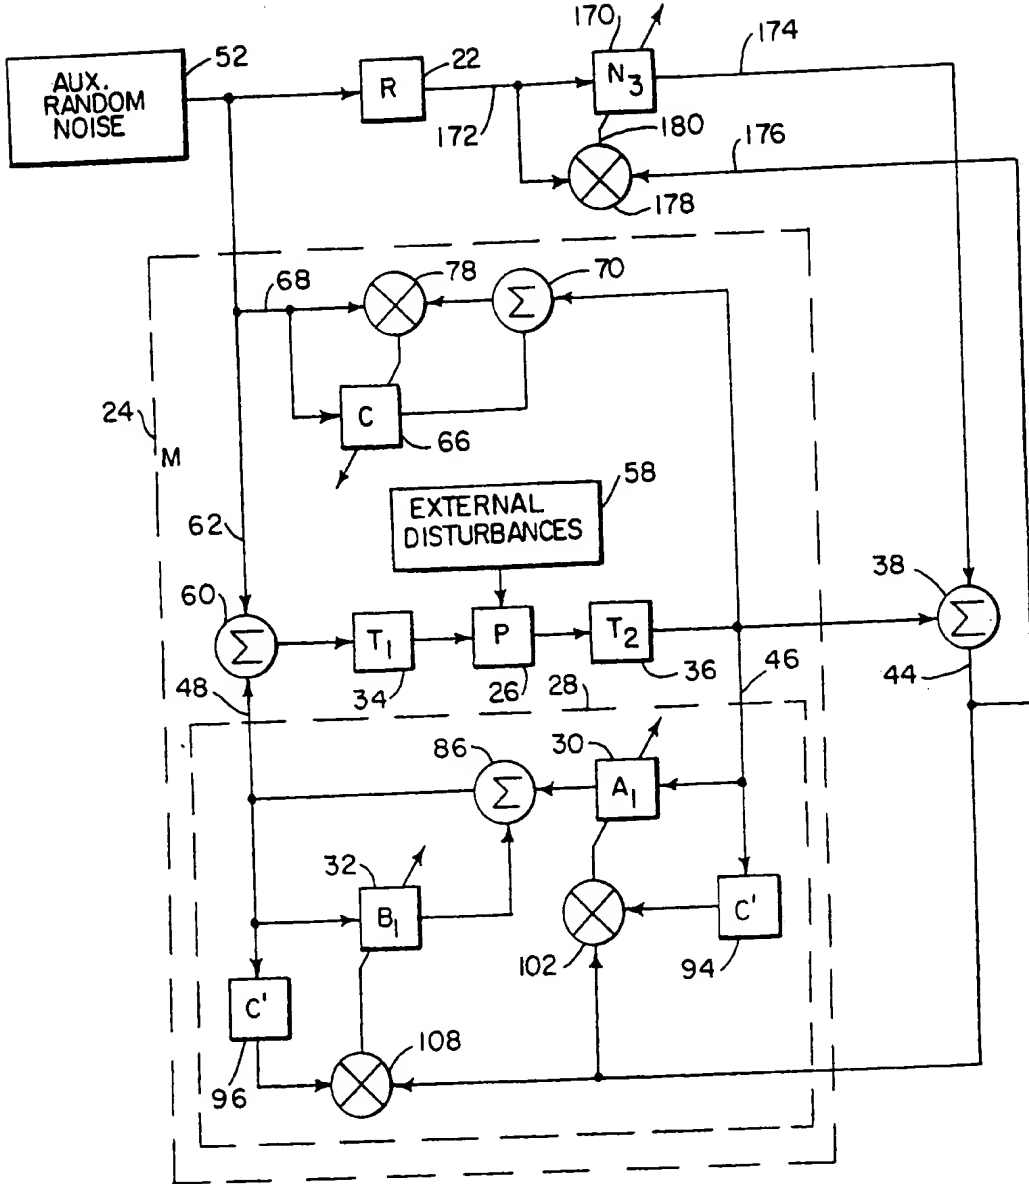 170
174
52
22
AUX.
RANDOM
NOISE
R
N3
172
180
176
178
68
78
70
Σ
24
M
C
66
58
EXTERNAL
DISTURBANCES
62
60
38
Σ
T1
P
T2
Σ
34
26
36
46
44
48
28
86
30
Σ
A1
32
B1
C'
102
94
C'
108
96